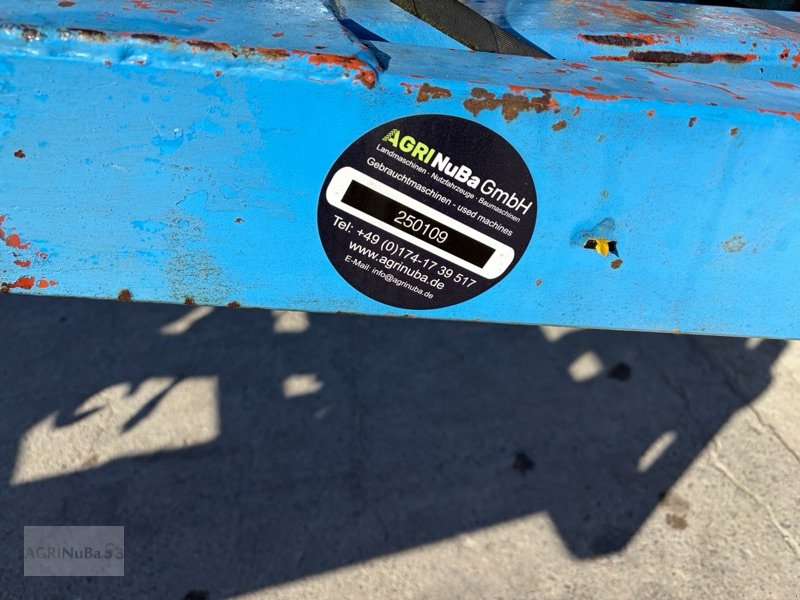 AGRINuBa GmbH
Landmaschinen · Nutzfahrzeuge · Baumaschinen
Gebrauchtmaschinen - used machines
250109
Tel: +49 (0)174-17 39 517
www.agrinuba.de
E-Mail: info@agrinuba.de
AGRINuBa